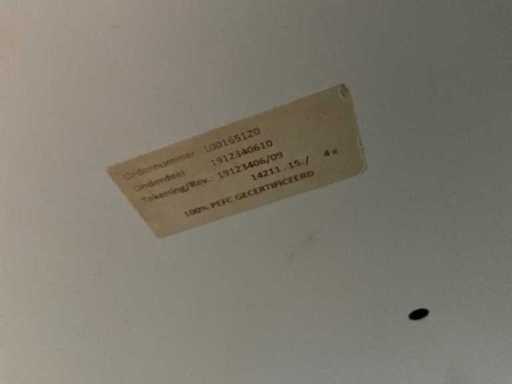 Ordernummer 100165120
Onderdeel 1912340610
Tekening/Rev.: 19123406/09
14211.15./ 4x
100% PEFC GECERTIFICEERD